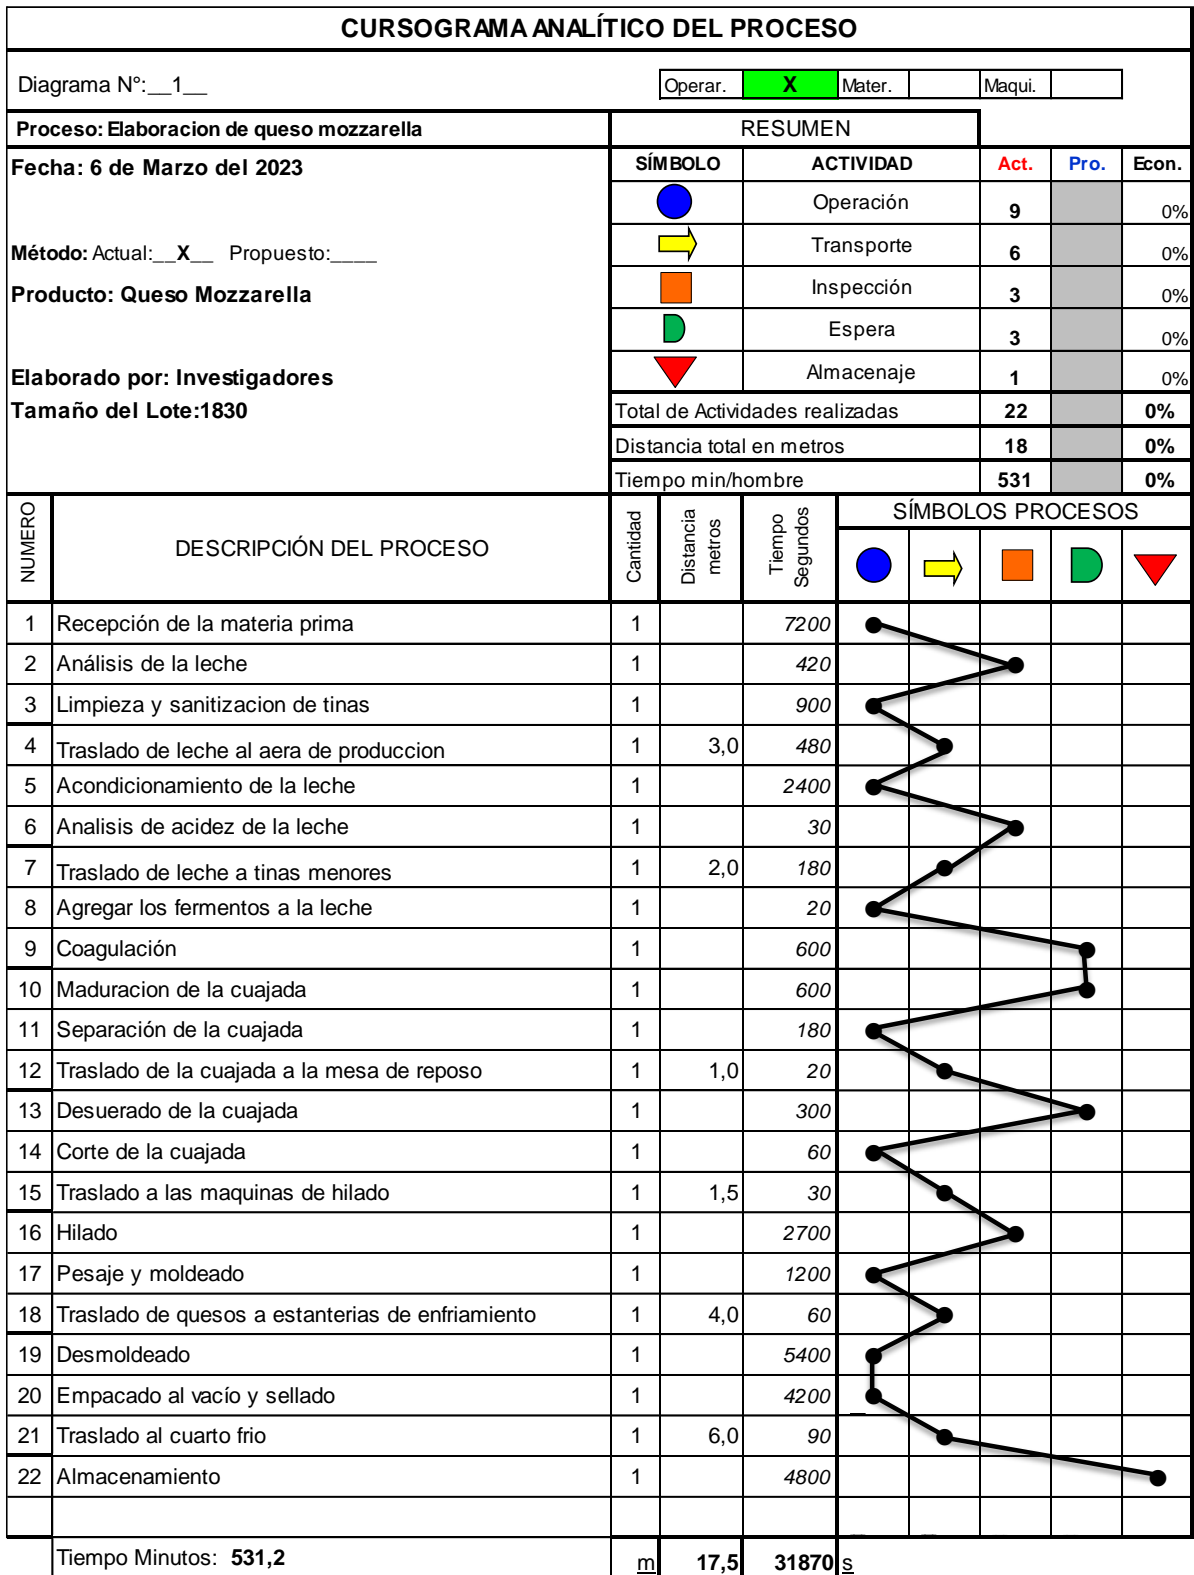 CURSOGRAMA ANALÍTICO DEL PROCESO
Diagrama N°:__1__
Operar. X Mater. Maqui.
Proceso: Elaboracion de queso mozzarella
RESUMEN
Fecha: 6 de Marzo del 2023
SÍMBOLO ACTIVIDAD Act. Pro. Econ.
Operación 9 0%
Método: Actual:__X__ Propuesto:____
Transporte 6 0%
Producto: Queso Mozzarella
Inspección 3 0%
Espera 3 0%
Elaborado por: Investigadores
Almacenaje 1 0%
Tamaño del Lote:1830
Total de Actividades realizadas 22 0%
Distancia total en metros 18 0%
Tiempo min/hombre 531 0%
NUMERO DESCRIPCIÓN DEL PROCESO Cantidad Distancia metros Tiempo Segundos SÍMBOLOS PROCESOS
1 Recepción de la materia prima 1 7200
2 Análisis de la leche 1 420
3 Limpieza y sanitizacion de tinas 1 900
4 Traslado de leche al aera de produccion 1 3,0 480
5 Acondicionamiento de la leche 1 2400
6 Analisis de acidez de la leche 1 30
7 Traslado de leche a tinas menores 1 2,0 180
8 Agregar los fermentos a la leche 1 20
9 Coagulación 1 600
10 Maduracion de la cuajada 1 600
11 Separación de la cuajada 1 180
12 Traslado de la cuajada a la mesa de reposo 1 1,0 20
13 Desuerado de la cuajada 1 300
14 Corte de la cuajada 1 60
15 Traslado a las maquinas de hilado 1 1,5 30
16 Hilado 1 2700
17 Pesaje y moldeado 1 1200
18 Traslado de quesos a estanterias de enfriamiento 1 4,0 60
19 Desmoldeado 1 5400
20 Empacado al vacío y sellado 1 4200
21 Traslado al cuarto frio 1 6,0 90
22 Almacenamiento 1 4800
Tiempo Minutos: 531,2 m 17,5 31870 s